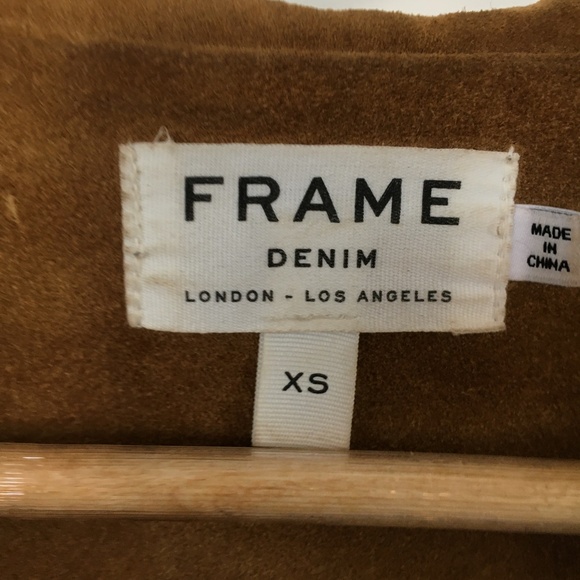 FRAME
DENIM
LONDON - LOS ANGELES
XS
MADE
IN
CHINA